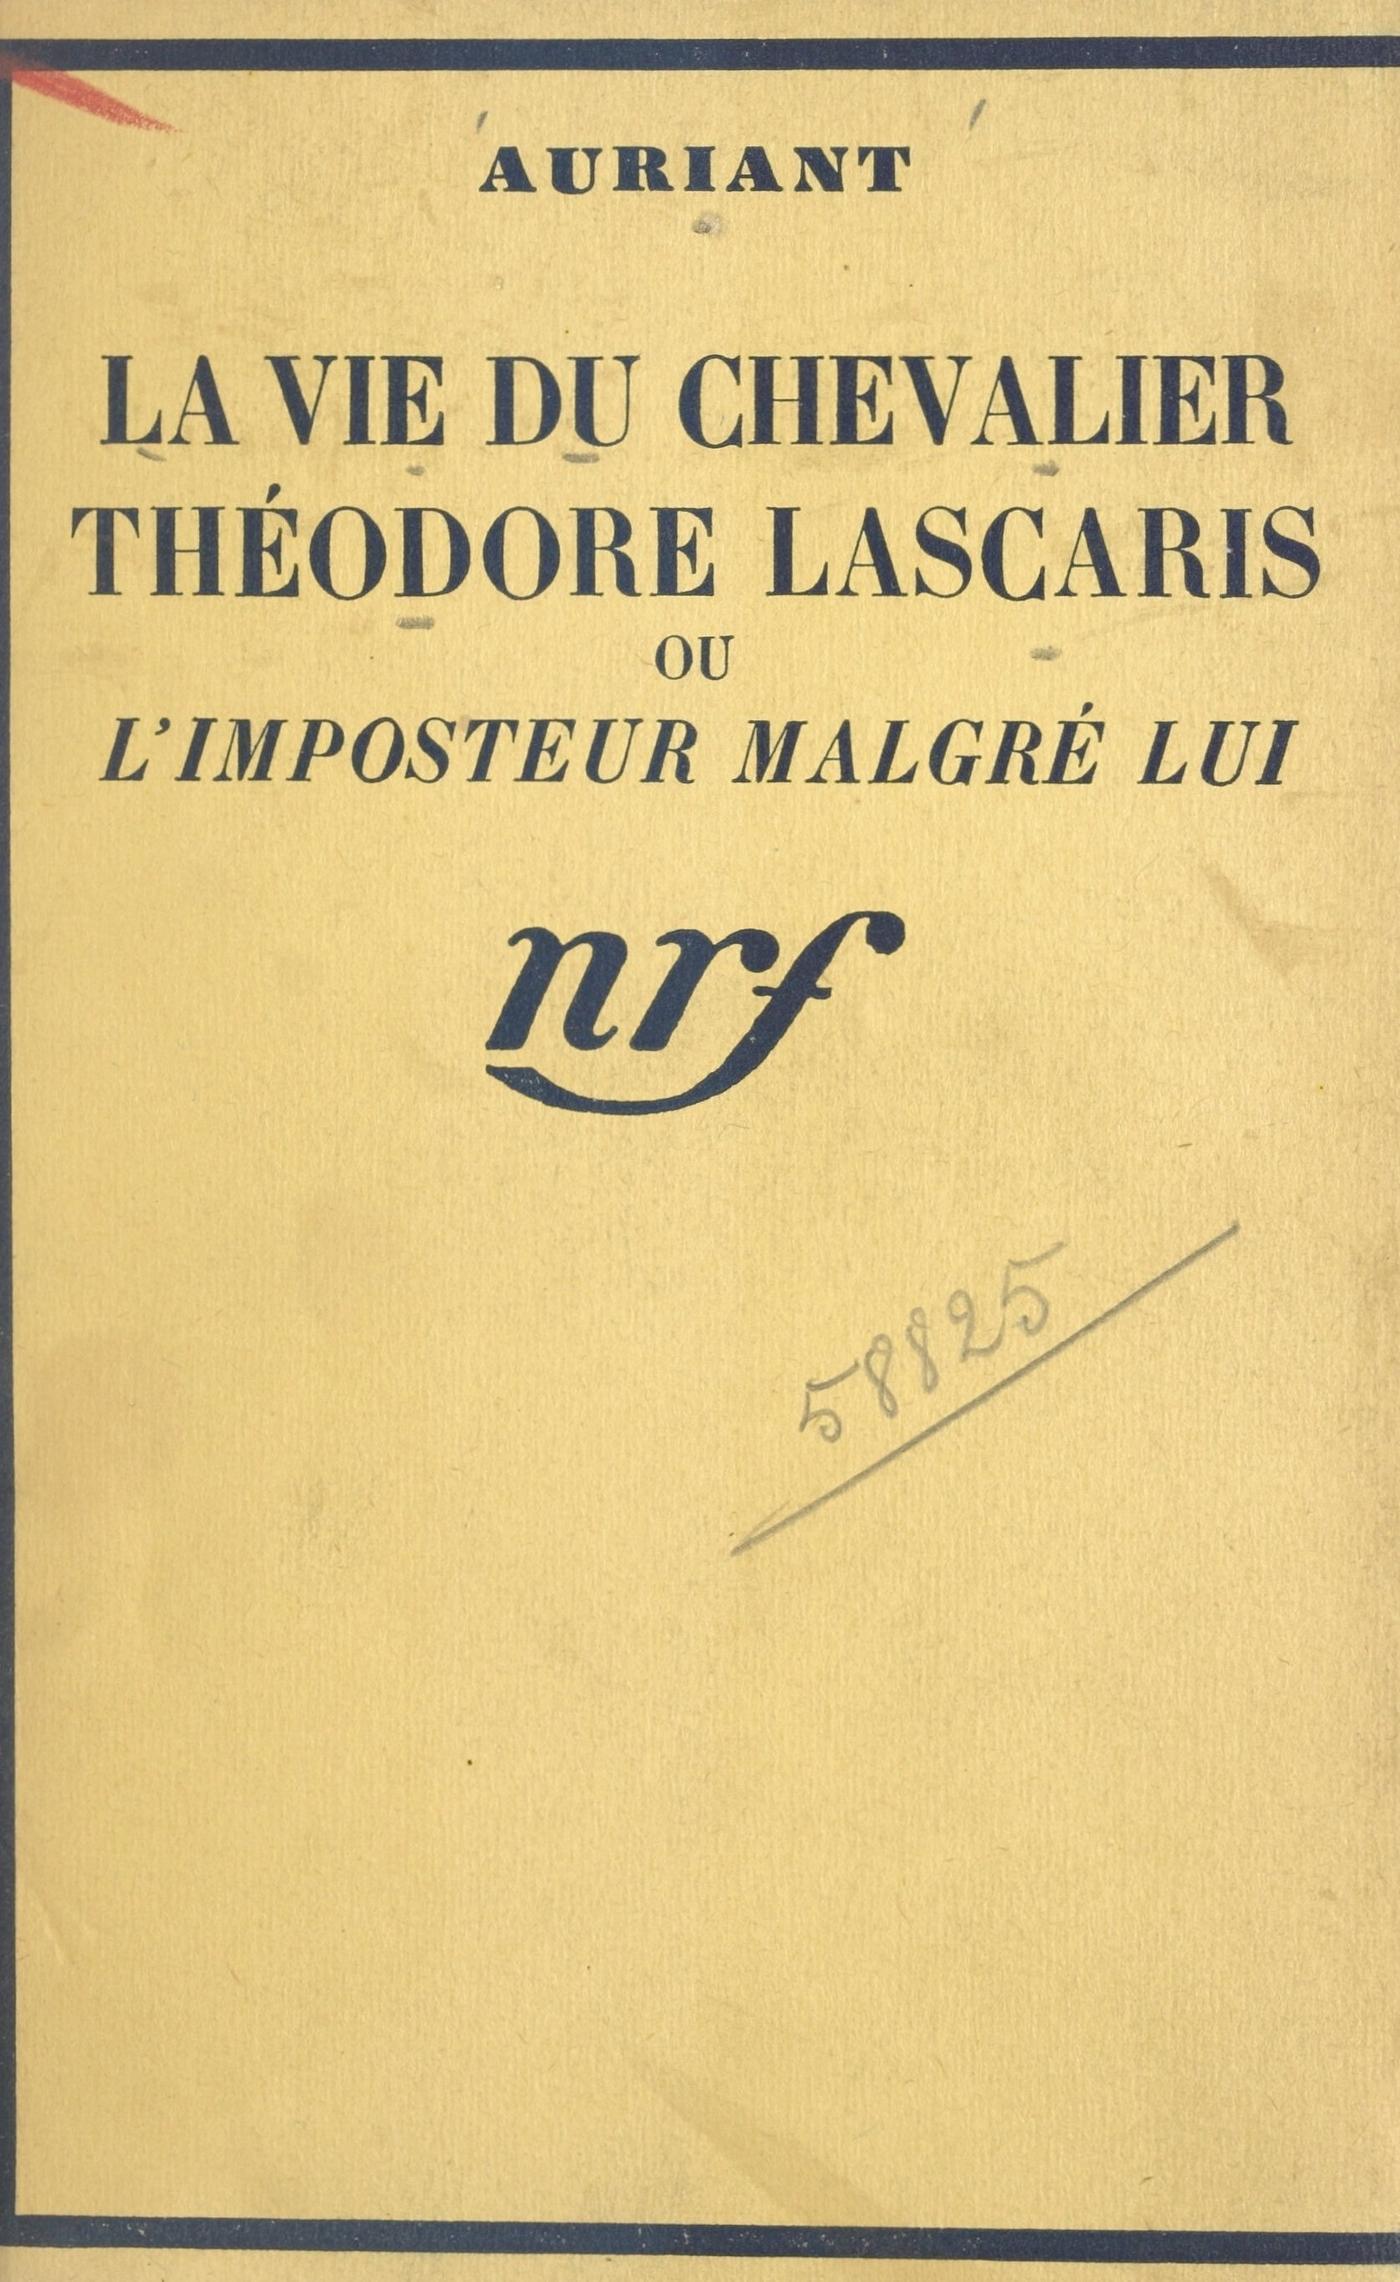 AURIANT
LA VIE DU CHEVALIER
THÉODORE LASCARIS
OU
L'IMPOSTEUR MALGRÉ LUI
nrf
58825